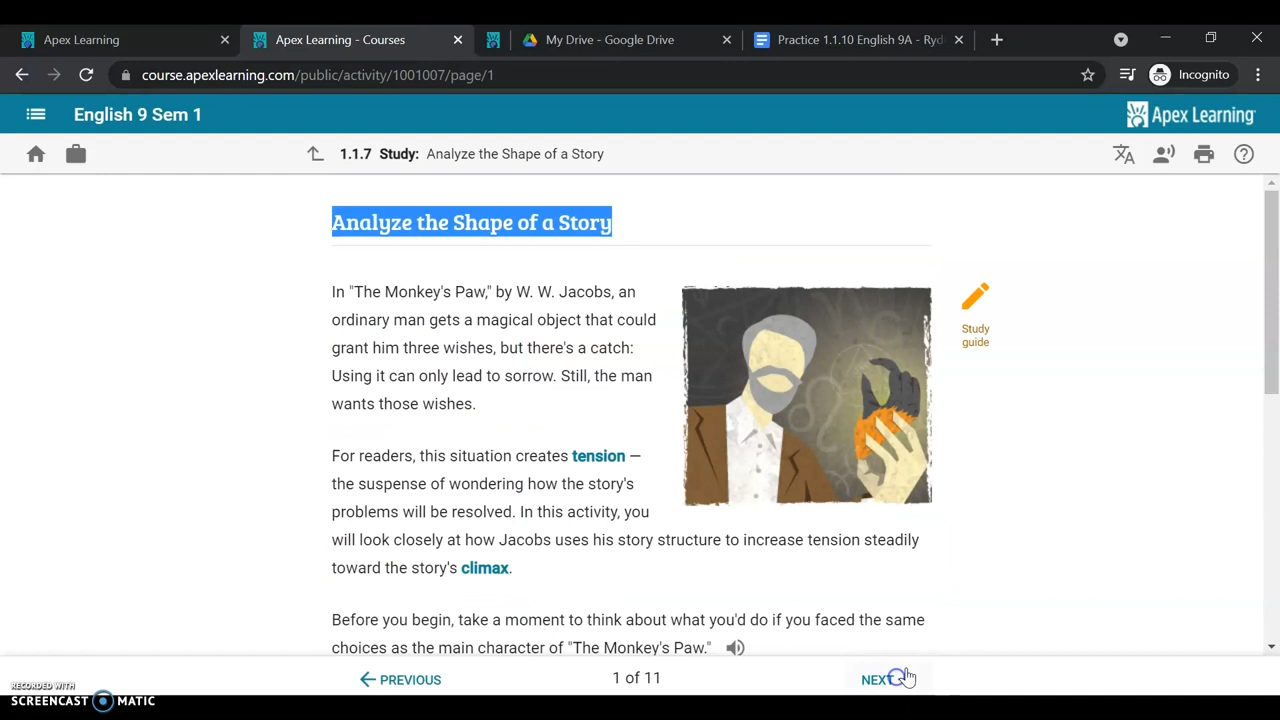 Apex Learning
Apex Learning - Courses
My Drive - Google Drive
Practice 1.1.10 English 9A - Ryd
course.apexlearning.com/public/activity/1001007/page/1
Incognito
English 9 Sem 1
Apex Learning
1.1.7 Study: Analyze the Shape of a Story
Analyze the Shape of a Story
In "The Monkey's Paw," by W. W. Jacobs, an
ordinary man gets a magical object that could
grant him three wishes, but there's a catch:
Using it can only lead to sorrow. Still, the man
wants those wishes.
Study
guide
For readers, this situation creates tension —
the suspense of wondering how the story's
problems will be resolved. In this activity, you
will look closely at how Jacobs uses his story structure to increase tension steadily
toward the story's climax.
Before you begin, take a moment to think about what you'd do if you faced the same
choices as the main character of "The Monkey's Paw."
PREVIOUS
1 of 11
NEXT
RECORDED WITH
SCREENCAST MATIC